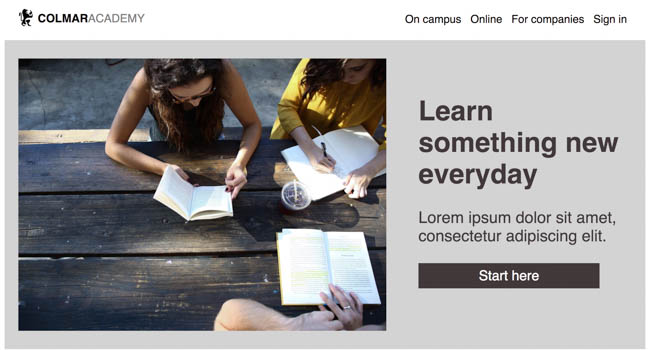 COLMARACADEMY
On campus Online For companies Sign in
Learn
something new
everyday
Lorem ipsum dolor sit amet,
consectetur adipiscing elit.
Start here